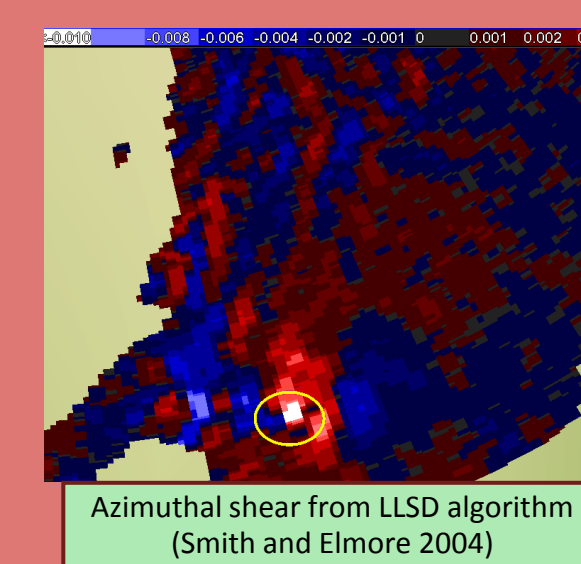 -0.010 -0.008 -0.006 -0.004 -0.002 -0.001 0 0.001 0.002
Azimuthal shear from LLSD algorithm
(Smith and Elmore 2004)